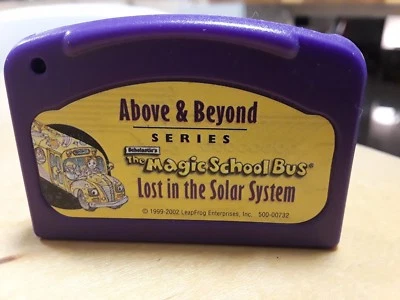 Above & Beyond
SERIES
Scholastic's
The Magic School Bus®
Lost in the Solar System
© 1999-2002 LeapFrog Enterprises, Inc. 500-00732